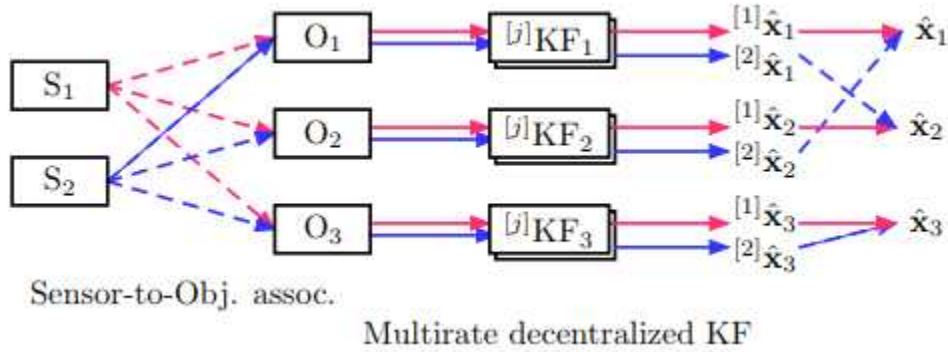 S₁
S₂
O₁
O₂
O₃
[j]KF₁
[j]KF₂
[j]KF₃
[1]x̂₁
[2]x̂₁
[1]x̂₂
[2]x̂₂
[1]x̂₃
[2]x̂₃
x̂₁
x̂₂
x̂₃
Sensor-to-Obj. assoc.
Multirate decentralized KF